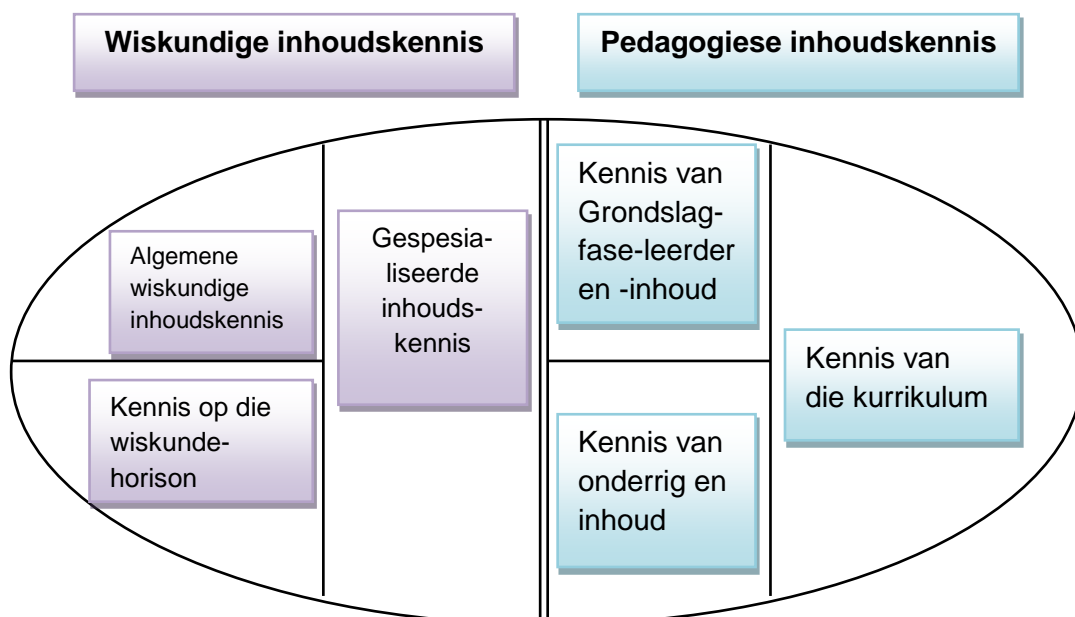 Wiskundige inhoudskennis
Pedagogiese inhoudskennis
Algemene
wiskundige
inhoudskennis
Kennis op die
wiskunde-
horison
Gespesia-
liseerde
inhouds-
kennis
Kennis van
Grondslag-
fase-leerder
en -inhoud
Kennis van
onderrig en
inhoud
Kennis van
die kurrikulum